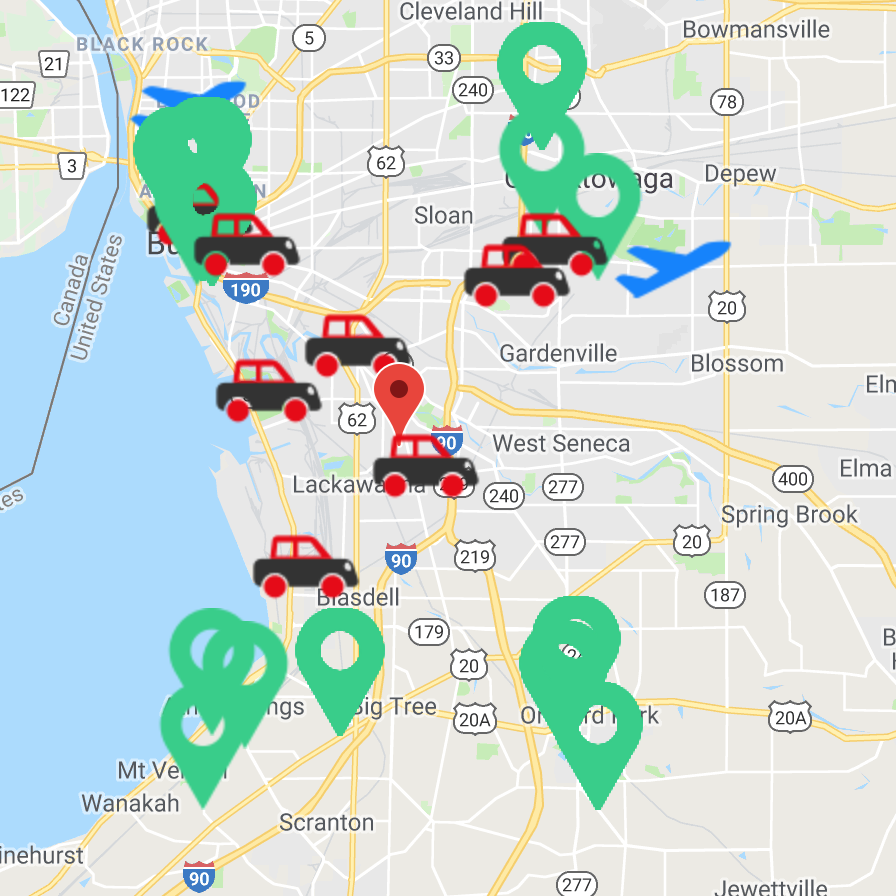 Cleveland Hill
Bowmansville
BLACK ROCK
5
33
21
240
122
78
62
3
Depew
Sloan
Canada
United States
190
20
Gardenville
Blossom
62
90
West Seneca
Elma
400
Lackawanna
240
277
Spring Brook
277
20
219
90
187
Blasdell
179
20
Big Tree
20A
Orchard Park
20A
Wanakah
Scranton
90
277
Jewettville